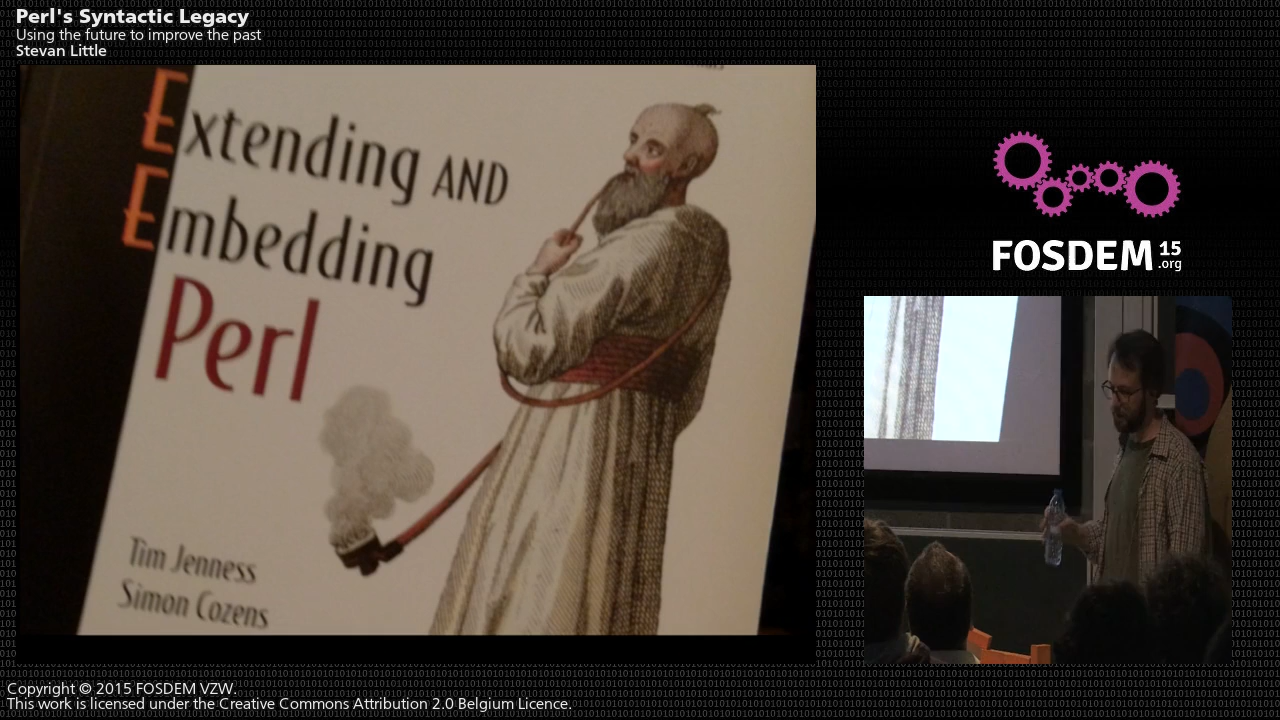 Perl's Syntactic Legacy
Using the future to improve the past
Stevan Little
Extending AND
Embedding
Perl
Tim Jenness
Simon Cozens
FOSDEM 15
.org
Copyright © 2015 FOSDEM VZW.
This work is licensed under the Creative Commons Attribution 2.0 Belgium Licence.